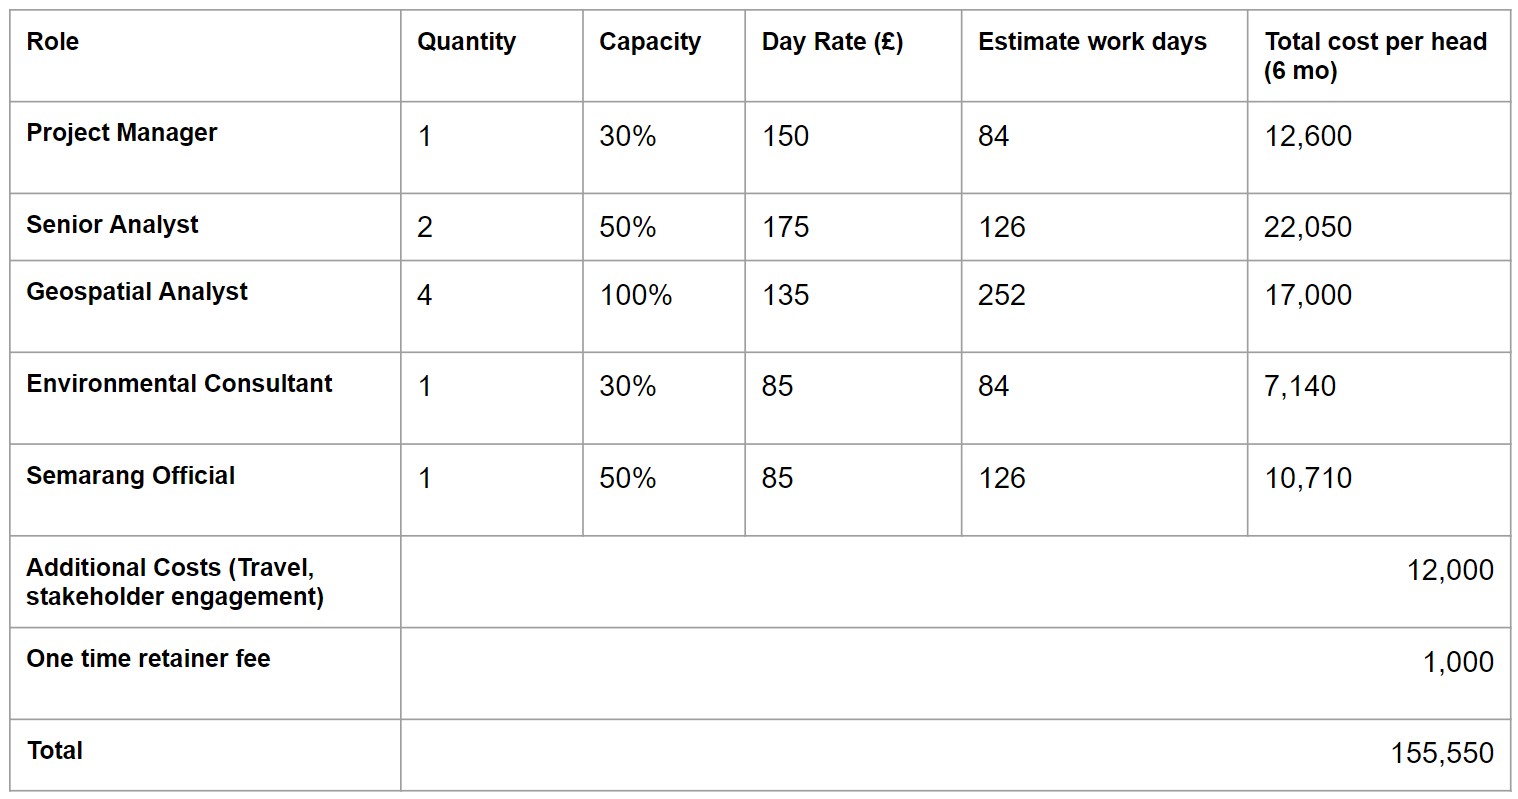 Role Quantity Capacity Day Rate (£) Estimate work days Total cost per head
(6 mo)
Project Manager 1 30% 150 84 12,600
Senior Analyst 2 50% 175 126 22,050
Geospatial Analyst 4 100% 135 252 17,000
Environmental Consultant 1 30% 85 84 7,140
Semarang Official 1 50% 85 126 10,710
Additional Costs (Travel, 12,000
stakeholder engagement)
One time retainer fee 1,000
Total 155,550